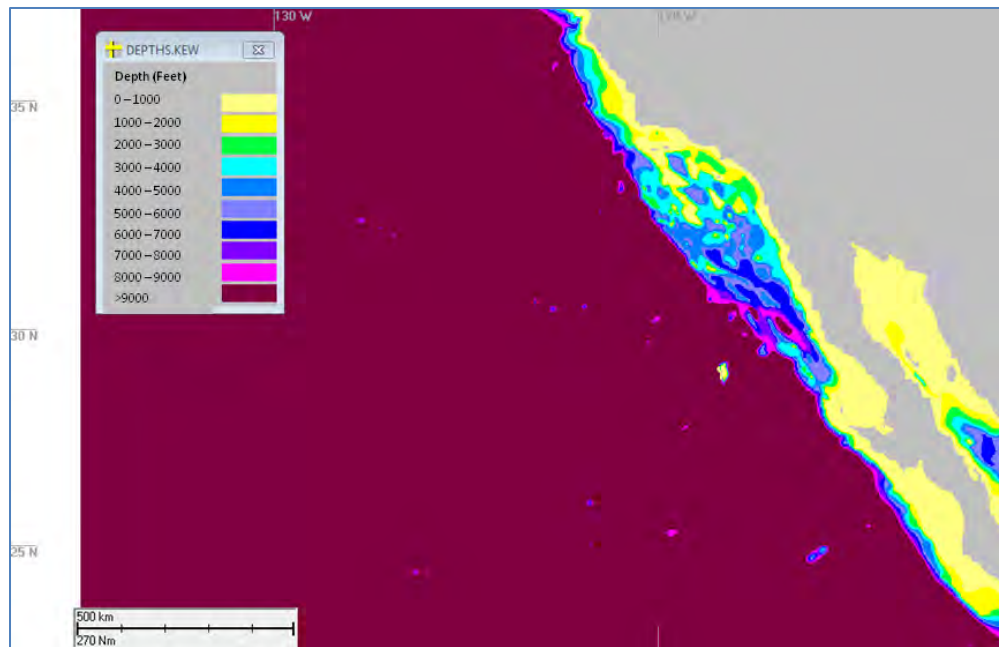 130 W
120 W
DEPTHS.KEW
Depth (Feet)
0–1000
1000–2000
2000–3000
3000–4000
4000–5000
5000–6000
6000–7000
7000–8000
8000–9000
>9000
35 N
30 N
25 N
500 km
270 Nm